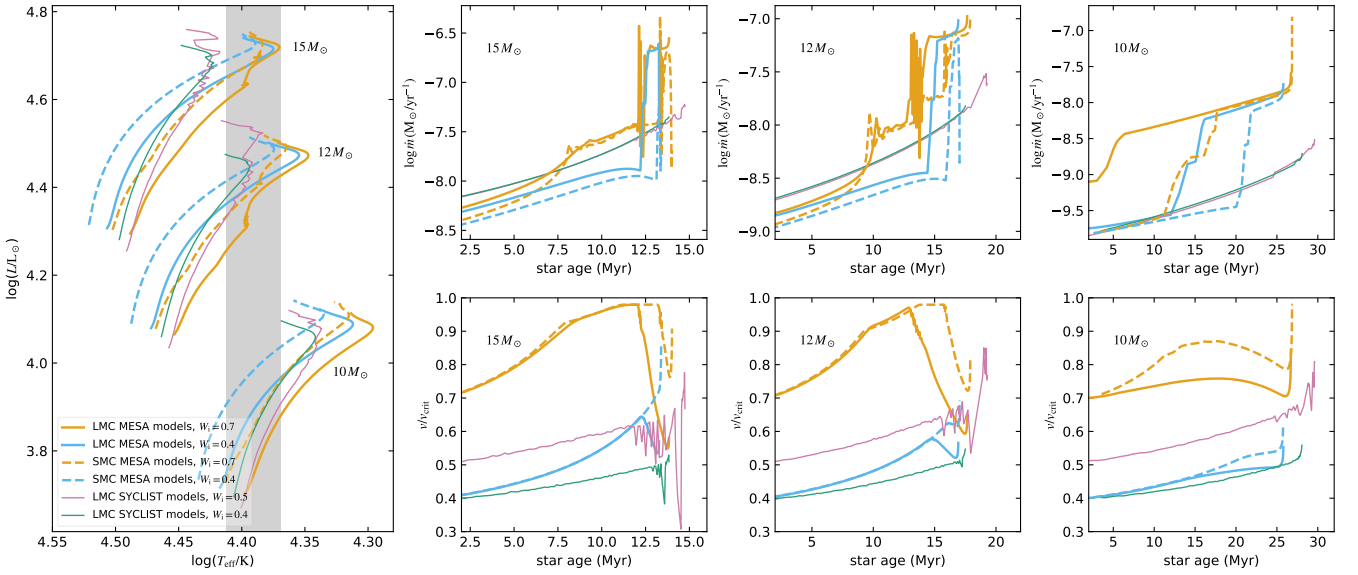 4.8
4.6
4.4
4.2
4.0
3.8
log(L/L⊙)
15M⊙
12M⊙
10M⊙
LMC MESA models, Wᵢ = 0.7
LMC MESA models, Wᵢ = 0.4
SMC MESA models, Wᵢ = 0.7
SMC MESA models, Wᵢ = 0.4
LMC SYCLIST models, Wᵢ = 0.5
LMC SYCLIST models, Wᵢ = 0.4
4.55 4.50 4.45 4.40 4.35 4.30
log(Teff/K)
15M⊙
−6.5
−7.0
−7.5
−8.0
−8.5
log ṁ(M⊙/yr⁻¹)
2.5 5.0 7.5 10.0 12.5 15.0
star age (Myr)
12M⊙
−7.0
−7.5
−8.0
−8.5
−9.0
log ṁ(M⊙/yr⁻¹)
5 10 15 20
star age (Myr)
10M⊙
−7.0
−7.5
−8.0
−8.5
−9.0
−9.5
log ṁ(M⊙/yr⁻¹)
5 10 15 20 25 30
star age (Myr)
15M⊙
1.0
0.9
0.8
0.7
0.6
0.5
0.4
0.3
v/vcrit
2.5 5.0 7.5 10.0 12.5 15.0
star age (Myr)
12M⊙
1.0
0.9
0.8
0.7
0.6
0.5
0.4
0.3
v/vcrit
5 10 15 20
star age (Myr)
10M⊙
1.0
0.9
0.8
0.7
0.6
0.5
0.4
0.3
v/vcrit
5 10 15 20 25 30
star age (Myr)